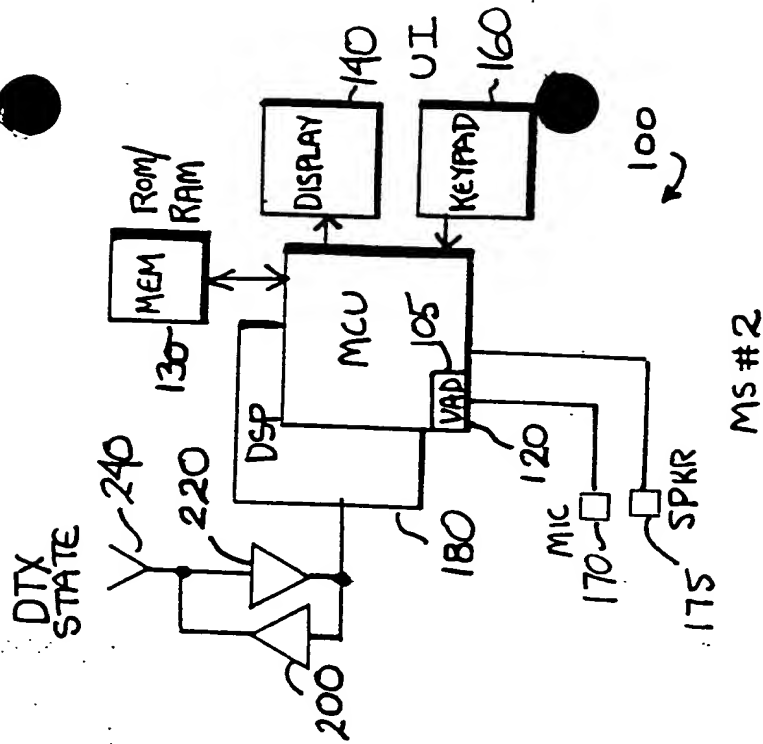 DTX
STATE
240
220
200
DSP
180
MEM
ROM/
RAM
130
MCU
105
VAD
120
DISPLAY
140
UI
KEYPAD
160
MIC
170
SPKR
175
100
MS #2